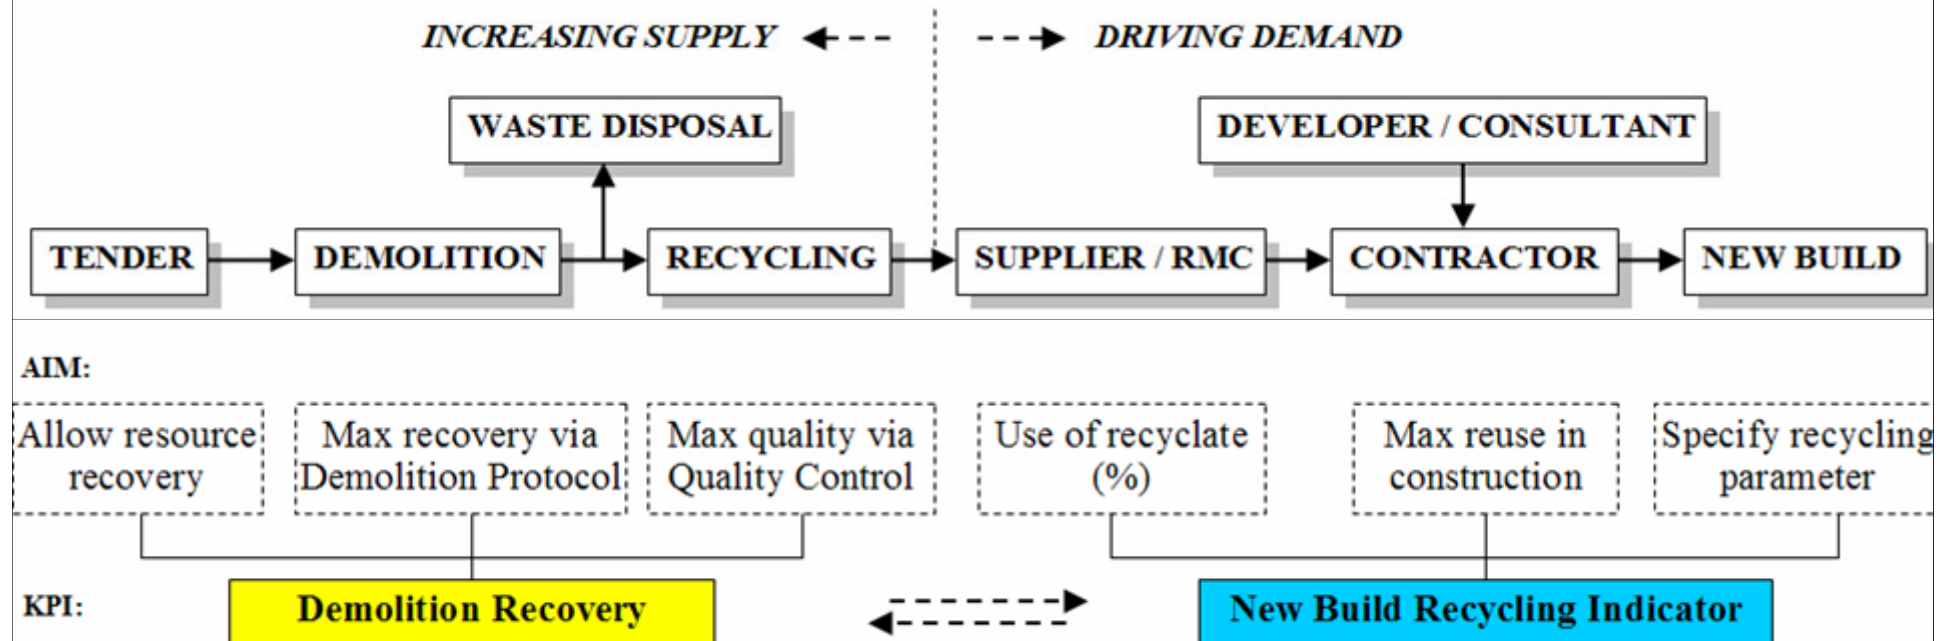 INCREASING SUPPLY
DRIVING DEMAND
WASTE DISPOSAL
DEVELOPER / CONSULTANT
TENDER
DEMOLITION
RECYCLING
SUPPLIER / RMC
CONTRACTOR
NEW BUILD
AIM:
Allow resource
recovery
Max recovery via
Demolition Protocol
Max quality via
Quality Control
Use of recyclate
(%)
Max reuse in
construction
Specify recycling
parameter
KPI:
Demolition Recovery
New Build Recycling Indicator